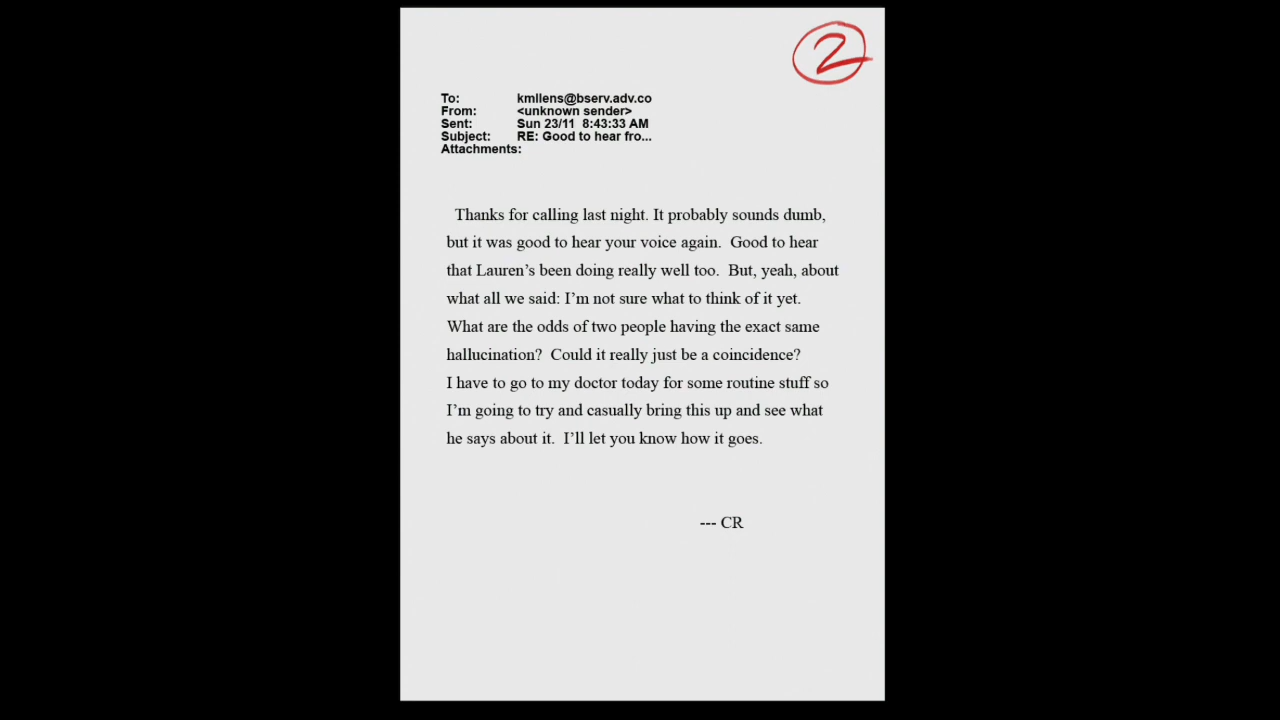 2
To: kmllens@bserv.adv.co
From: <unknown sender>
Sent: Sun 23/11 8:43:33 AM
Subject: RE: Good to hear fro...
Attachments:
Thanks for calling last night. It probably sounds dumb,
but it was good to hear your voice again. Good to hear
that Lauren’s been doing really well too. But, yeah, about
what all we said: I’m not sure what to think of it yet.
What are the odds of two people having the exact same
hallucination? Could it really just be a coincidence?
I have to go to my doctor today for some routine stuff so
I’m going to try and casually bring this up and see what
he says about it. I’ll let you know how it goes.
--- CR